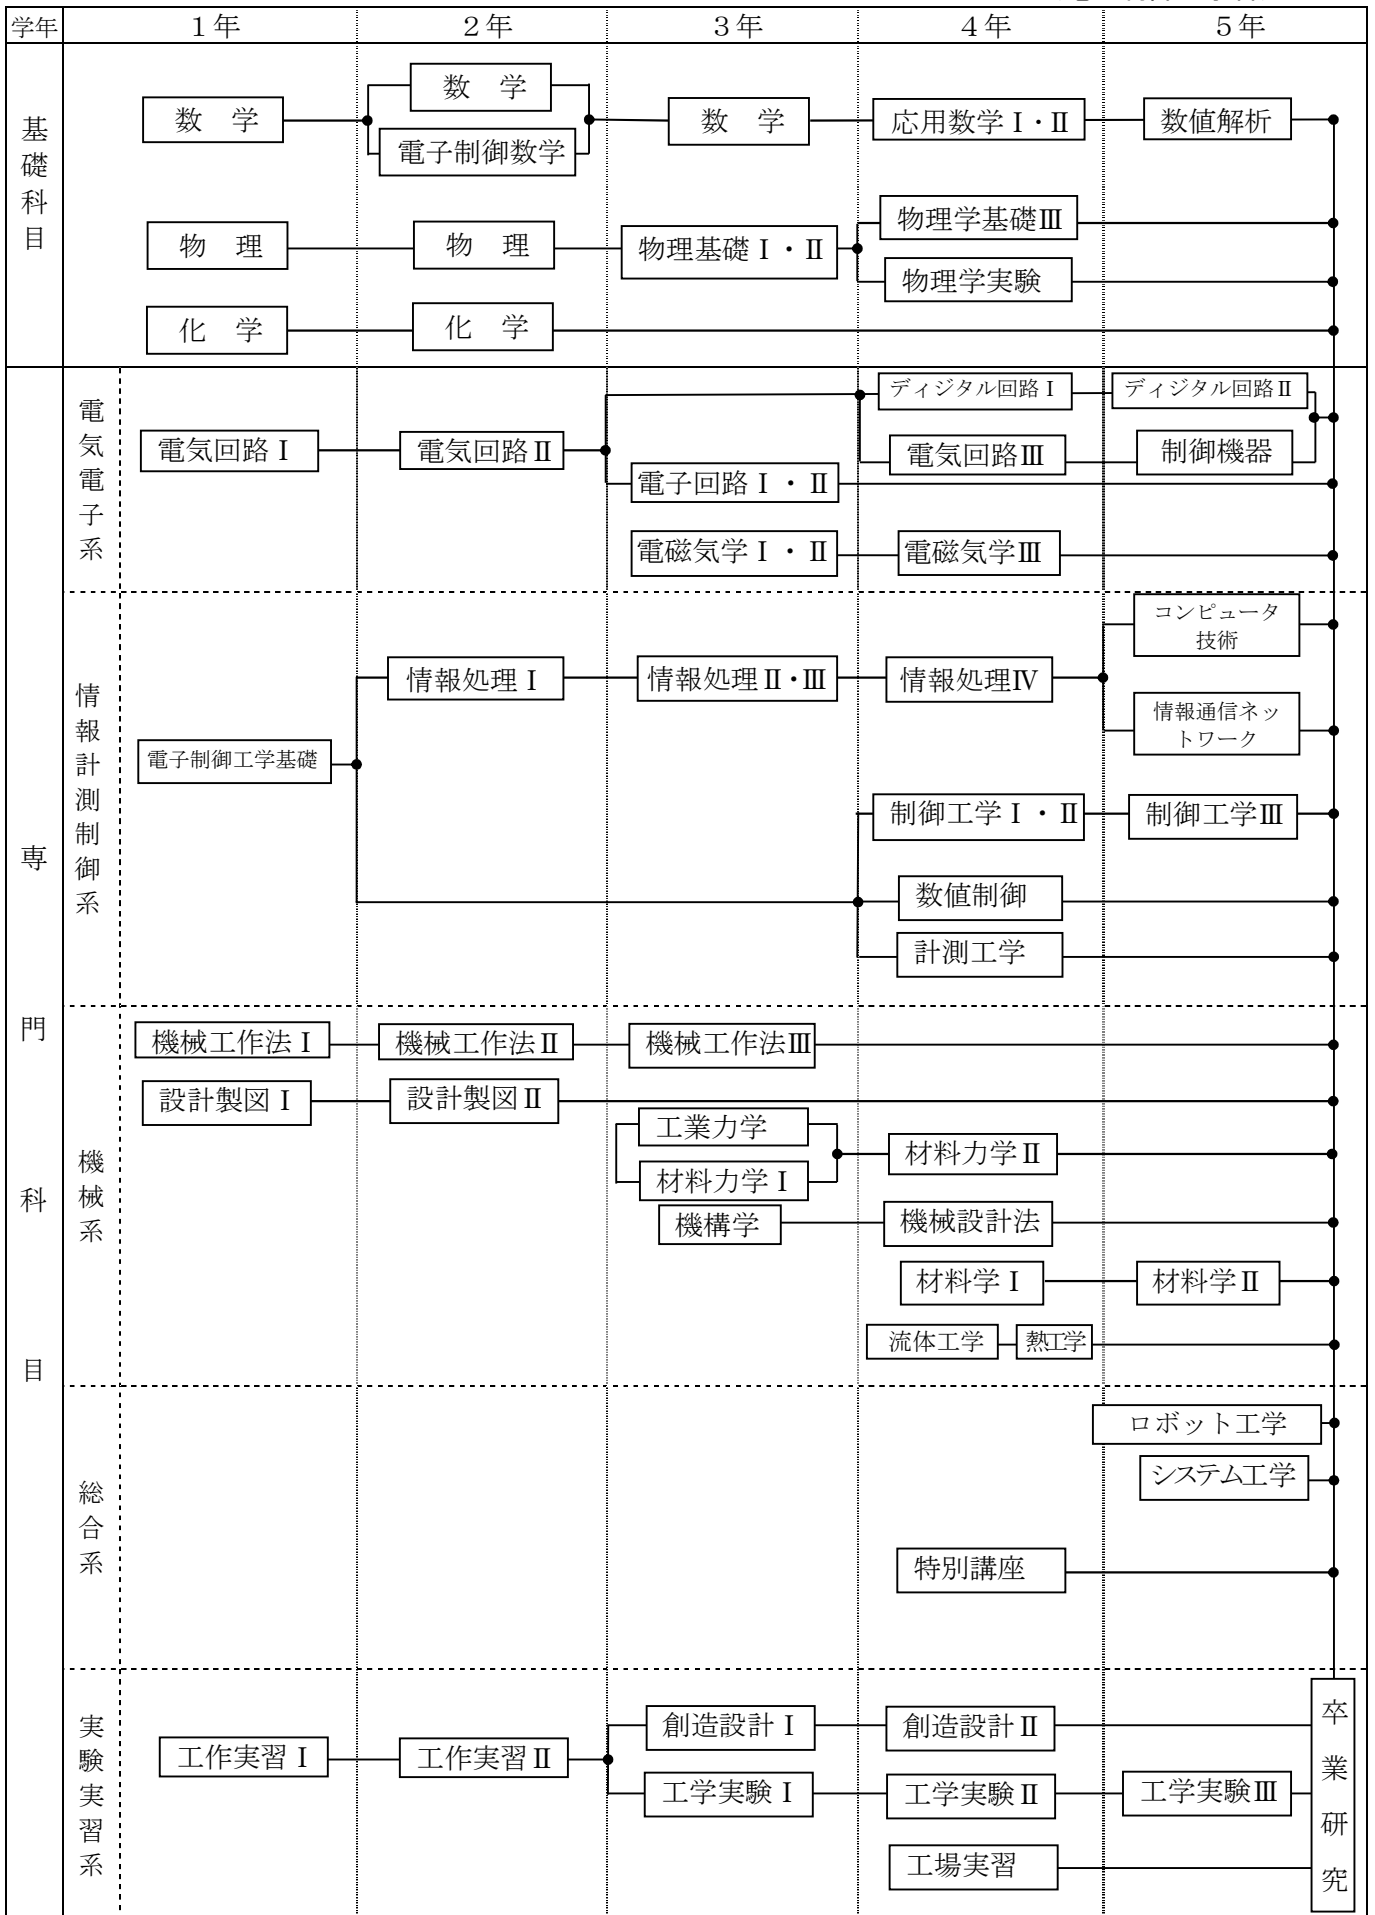 学年 １年 ２年 ３年 ４年 ５年
基礎科目
数　学
数　学
電子制御数学
数　学
応用数学Ⅰ・Ⅱ
数値解析
物　理
物　理
物理基礎Ⅰ・Ⅱ
物理学基礎Ⅲ
物理学実験
化　学
化　学
専門科目
電気電子系
電気回路Ⅰ
電気回路Ⅱ
ディジタル回路Ⅰ
ディジタル回路Ⅱ
電気回路Ⅲ
制御機器
電子回路Ⅰ・Ⅱ
電磁気学Ⅰ・Ⅱ
電磁気学Ⅲ
情報計測制御系
電子制御工学基礎
情報処理Ⅰ
情報処理Ⅱ・Ⅲ
情報処理Ⅳ
コンピュータ
技術
情報通信ネッ
トワーク
制御工学Ⅰ・Ⅱ
制御工学Ⅲ
数値制御
計測工学
機械系
機械工作法Ⅰ
機械工作法Ⅱ
機械工作法Ⅲ
設計製図Ⅰ
設計製図Ⅱ
工業力学
材料力学Ⅰ
材料力学Ⅱ
機構学
機械設計法
材料学Ⅰ
材料学Ⅱ
流体工学
熱工学
総合系
ロボット工学
システム工学
特別講座
実験実習系
工作実習Ⅰ
工作実習Ⅱ
創造設計Ⅰ
創造設計Ⅱ
工学実験Ⅰ
工学実験Ⅱ
工学実験Ⅲ
工場実習
卒業研究